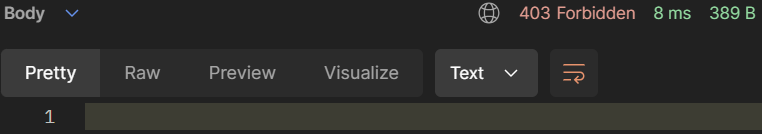 Body 403 Forbidden 8 ms 389 B
Pretty Raw Preview Visualize Text
1